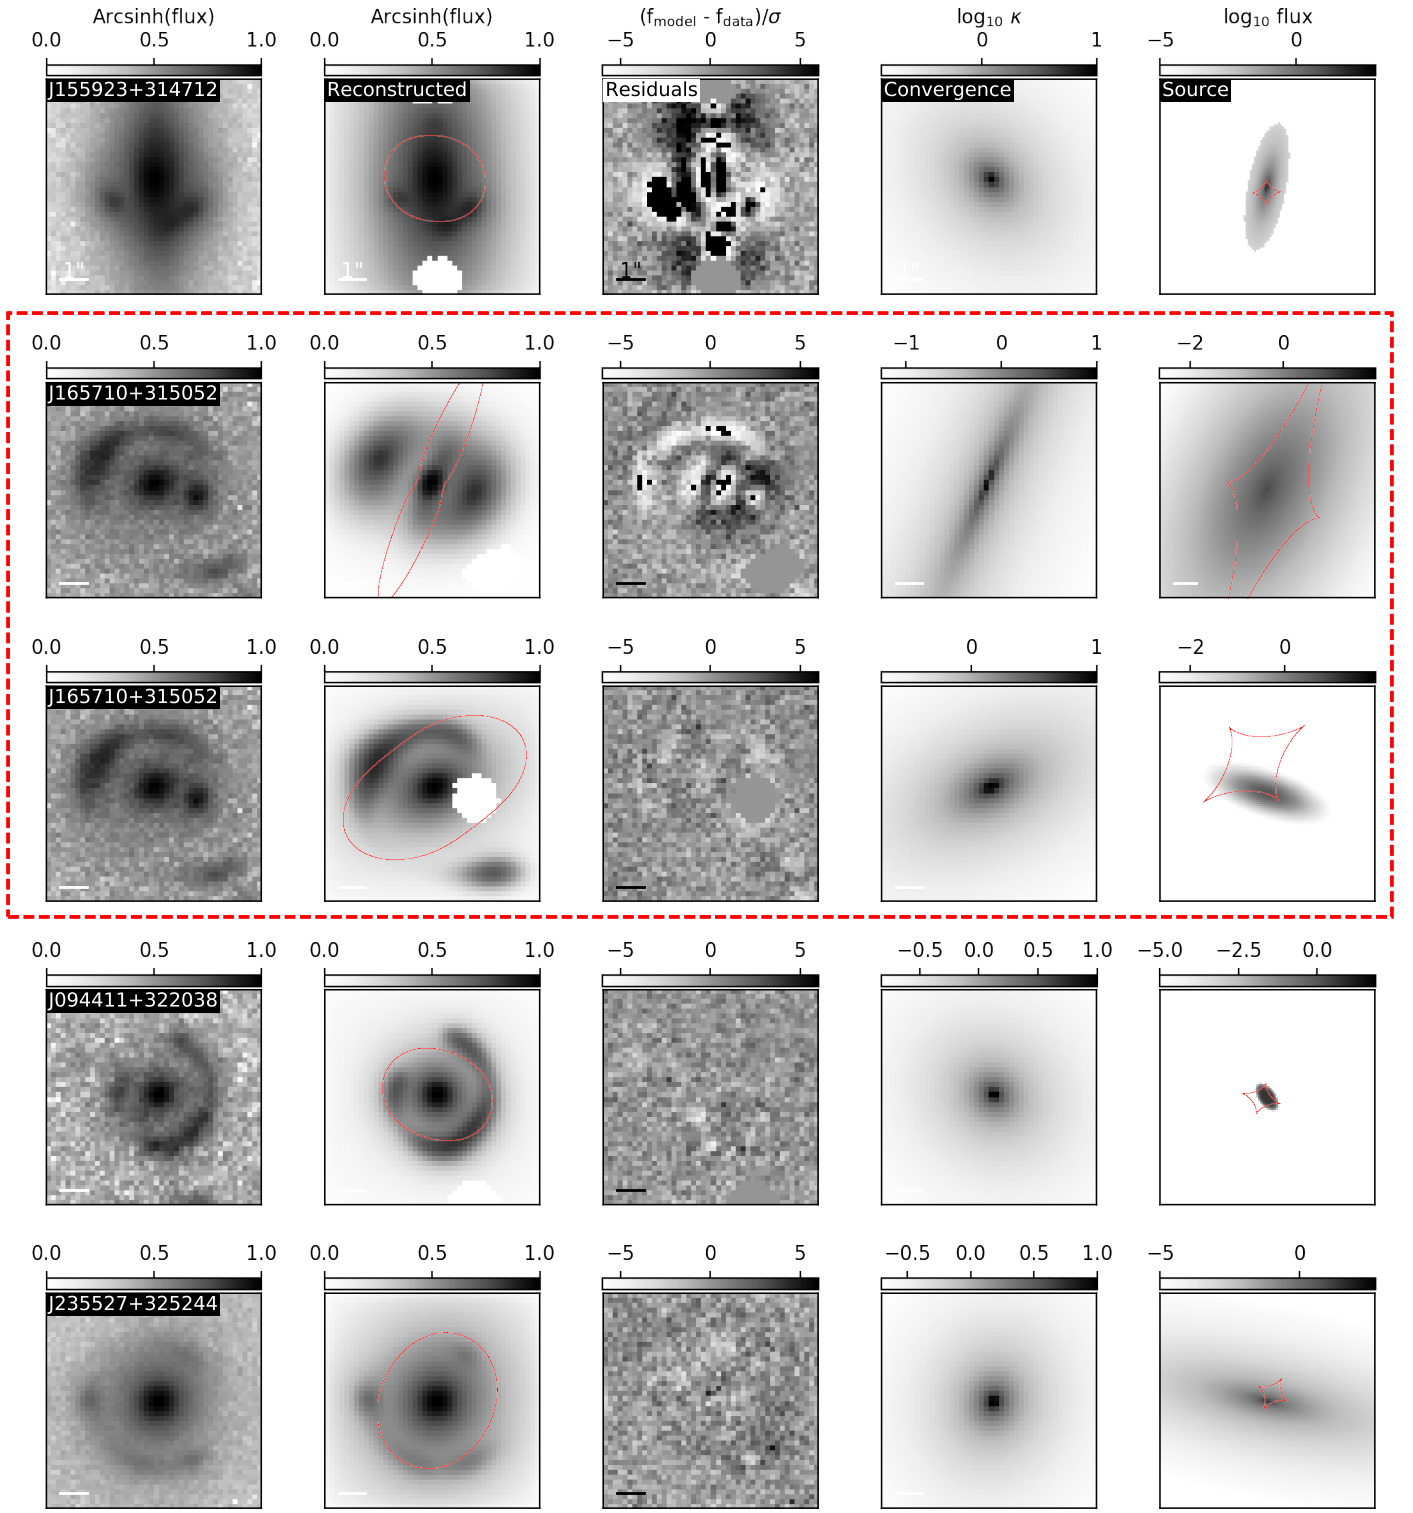 Arcsinh(flux) Arcsinh(flux) (f_model - f_data)/σ log₁₀ κ log₁₀ flux
0.0 0.5 1.0 0.0 0.5 1.0 −5 0 5 0 1 −5 0
J155923+314712 Reconstructed Residuals Convergence Source
1" 1" 1" 1"
0.0 0.5 1.0 0.0 0.5 1.0 −5 0 5 −1 0 1 −2 0
J165710+315052
0.0 0.5 1.0 0.0 0.5 1.0 −5 0 5 0 1 −2 0
J165710+315052
0.0 0.5 1.0 0.0 0.5 1.0 −5 0 5 −0.5 0.0 0.5 1.0 −5.0 −2.5 0.0
J094411+322038
0.0 0.5 1.0 0.0 0.5 1.0 −5 0 5 −0.5 0.0 0.5 1.0 −5 0
J235527+325244